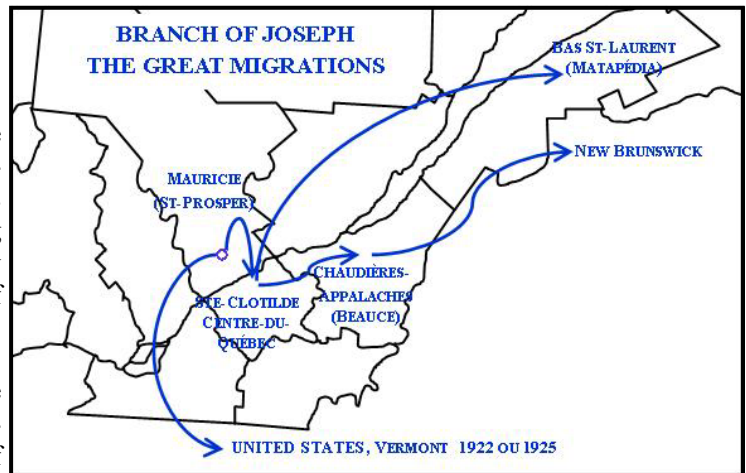 BRANCH OF JOSEPH
THE GREAT MIGRATIONS
BAS ST-LAURENT
(MATAPÉDIA)
NEW BRUNSWICK
MAURICIE
(ST-PROSPER)
STE-CLOTILDE
CENTRE-DU-
QUÉBEC
CHAUDIÈRES-
APPALACHES
(BEAUCE)
UNITED STATES, VERMONT 1922 OU 1925